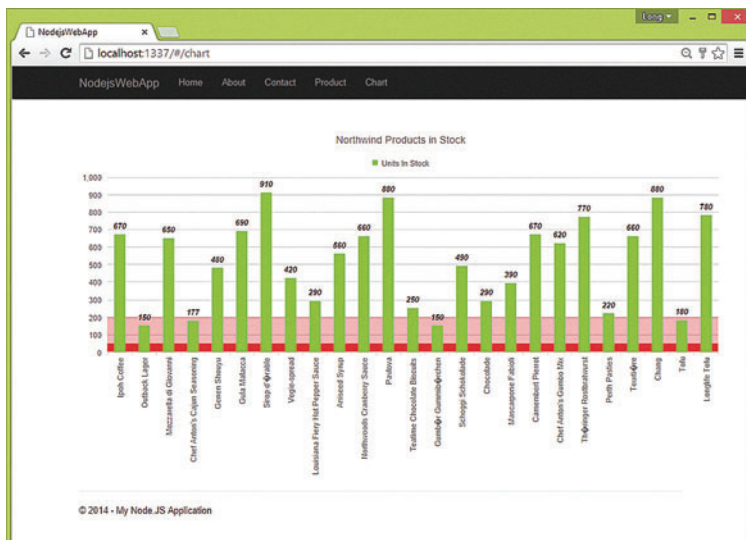 Long
NodejsWebApp
localhost:1337/#/chart
NodejsWebApp Home About Contact Product Chart
Northwind Products in Stock
Units In Stock
1,000
900
800
700
600
500
400
300
200
100
0
670
150
650
177
480
690
910
420
290
560
660
880
250
150
490
290
390
670
620
770
220
660
880
180
780
Ipoh Coffee
Outback Lager
Mozzarella di Giovanni
Chef Anton's Cajun Seasoning
Genen Shouyu
Gula Malacca
Sirop d'�rable
Vegie-spread
Louisiana Fiery Hot Pepper Sauce
Aniseed Syrup
Northwoods Cranberry Sauce
Pavlova
Teatime Chocolate Biscuits
Gumb�r Gummib�rchen
Schoggi Schokolade
Chocolade
Mascarpone Fabioli
Camembert Pierrot
Chef Anton's Gumbo Mix
Th�ringer Rostbratwurst
Perth Pasties
Tourti�re
Chang
Tofu
Longlife Tofu
© 2014 - My Node.JS Application